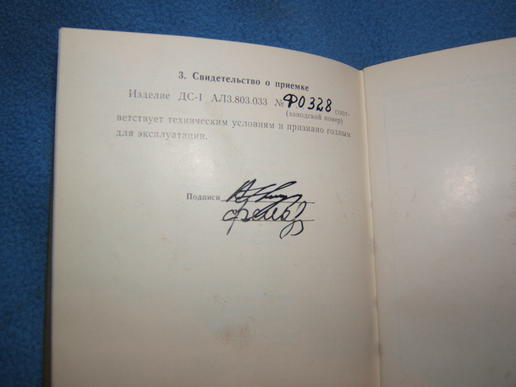 3. Свидетельство о приемке
Изделие ДС-I АЛ3.803.033 № Ф0328 соот-
(заводской номер)
ветствует техническим условиям и признано годным
для эксплуатации.
Подписи